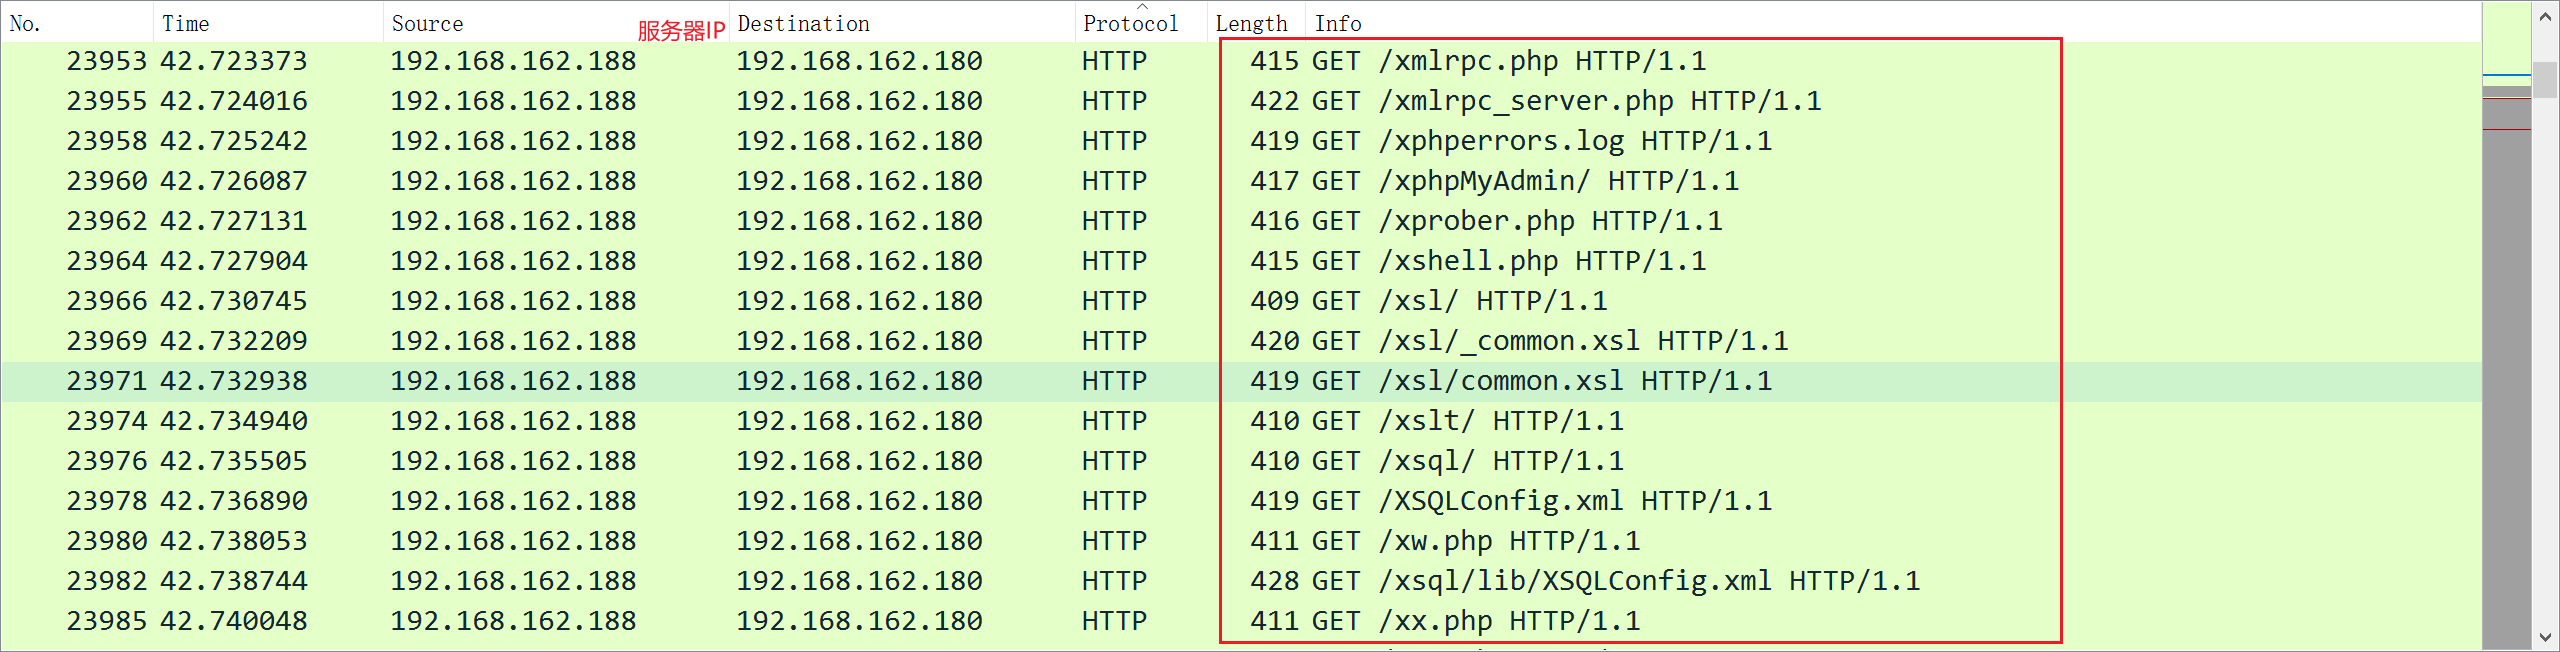 No. Time Source 服务器IP Destination Protocol Length Info
23953 42.723373 192.168.162.188 192.168.162.180 HTTP 415 GET /xmlrpc.php HTTP/1.1
23955 42.724016 192.168.162.188 192.168.162.180 HTTP 422 GET /xmlrpc_server.php HTTP/1.1
23958 42.725242 192.168.162.188 192.168.162.180 HTTP 419 GET /xphperrors.log HTTP/1.1
23960 42.726087 192.168.162.188 192.168.162.180 HTTP 417 GET /xphpMyAdmin/ HTTP/1.1
23962 42.727131 192.168.162.188 192.168.162.180 HTTP 416 GET /xprober.php HTTP/1.1
23964 42.727904 192.168.162.188 192.168.162.180 HTTP 415 GET /xshell.php HTTP/1.1
23966 42.730745 192.168.162.188 192.168.162.180 HTTP 409 GET /xsl/ HTTP/1.1
23969 42.732209 192.168.162.188 192.168.162.180 HTTP 420 GET /xsl/_common.xsl HTTP/1.1
23971 42.732938 192.168.162.188 192.168.162.180 HTTP 419 GET /xsl/common.xsl HTTP/1.1
23974 42.734940 192.168.162.188 192.168.162.180 HTTP 410 GET /xslt/ HTTP/1.1
23976 42.735505 192.168.162.188 192.168.162.180 HTTP 410 GET /xsql/ HTTP/1.1
23978 42.736890 192.168.162.188 192.168.162.180 HTTP 419 GET /XSQLConfig.xml HTTP/1.1
23980 42.738053 192.168.162.188 192.168.162.180 HTTP 411 GET /xw.php HTTP/1.1
23982 42.738744 192.168.162.188 192.168.162.180 HTTP 428 GET /xsql/lib/XSQLConfig.xml HTTP/1.1
23985 42.740048 192.168.162.188 192.168.162.180 HTTP 411 GET /xx.php HTTP/1.1